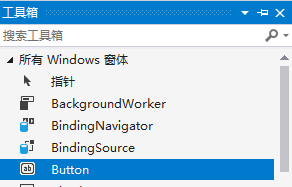 工具箱
搜索工具箱
所有 Windows 窗体
指针
BackgroundWorker
BindingNavigator
BindingSource
ab
Button